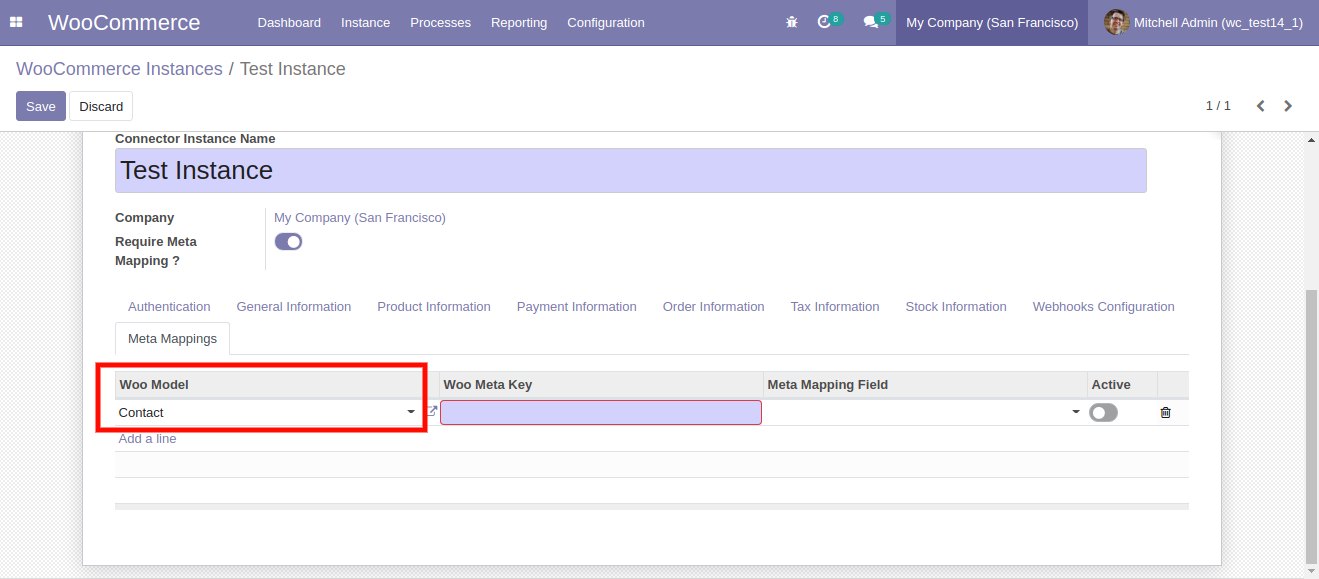 WooCommerce Dashboard Instance Processes Reporting Configuration 8 5 My Company (San Francisco) Mitchell Admin (wc_test14_1)
WooCommerce Instances / Test Instance
Save Discard 1 / 1
Connector Instance Name
Test Instance
Company My Company (San Francisco)
Require Meta
Mapping ?
Authentication General Information Product Information Payment Information Order Information Tax Information Stock Information Webhooks Configuration
Meta Mappings
Woo Model Woo Meta Key Meta Mapping Field Active
Contact
Add a line